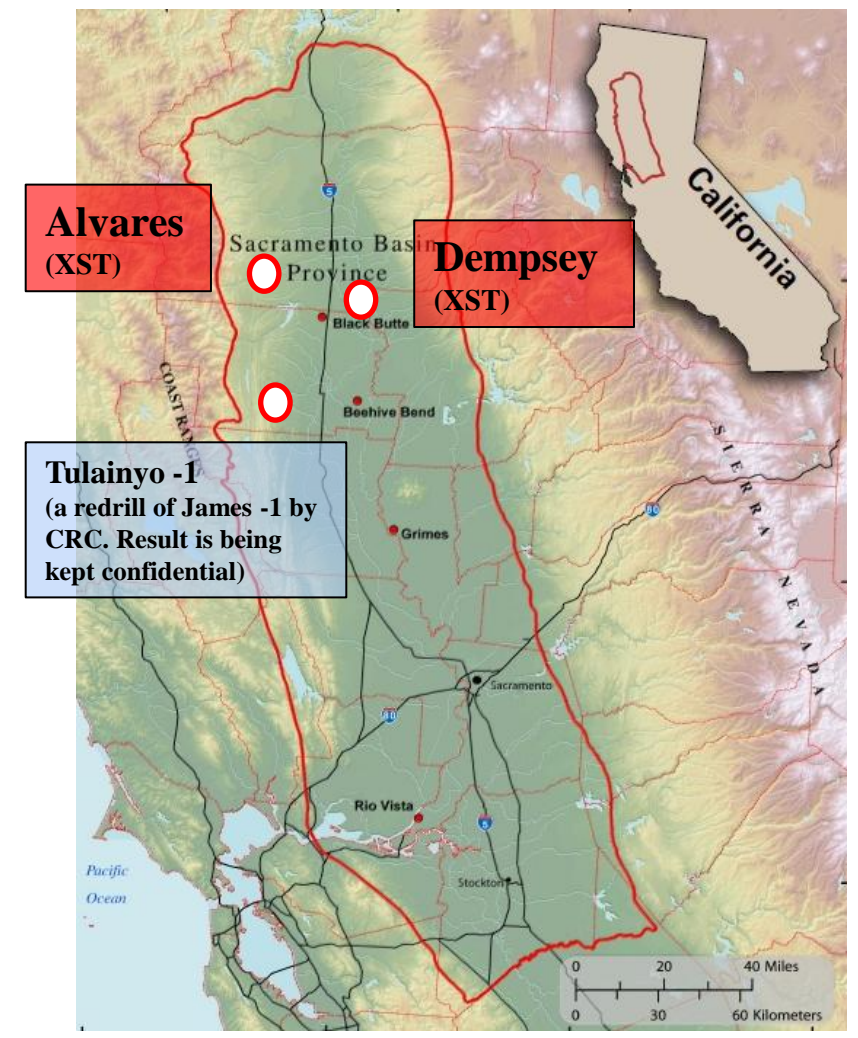 5
Alvares
(XST)
Sacramento Basin
Province
Dempsey
(XST)
California
Black Butte
COAST RANGES
Beehive Bend
Tulainyo -1
(a redrill of James -1 by
CRC. Result is being
kept confidential)
SIERRA NEVADA
80
Grimes
Sacramento
80
Rio Vista
5
Stockton
Pacific
Ocean
0 20 40 Miles
0 30 60 Kilometers